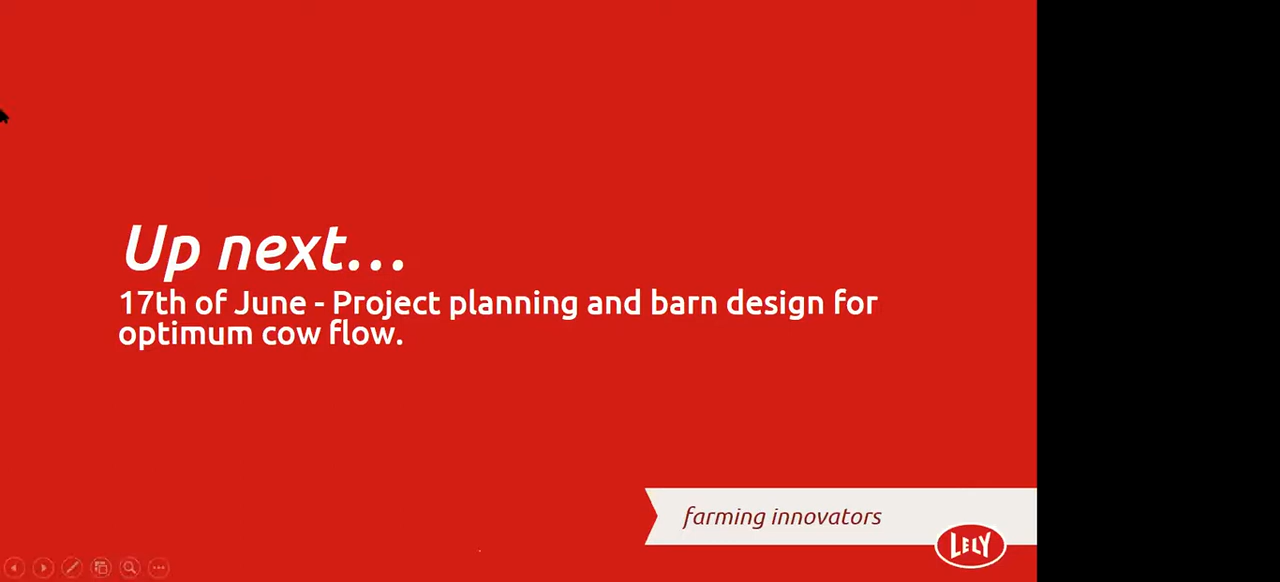 Up next...
17th of June - Project planning and barn design for
optimum cow flow.
farming innovators
LELY